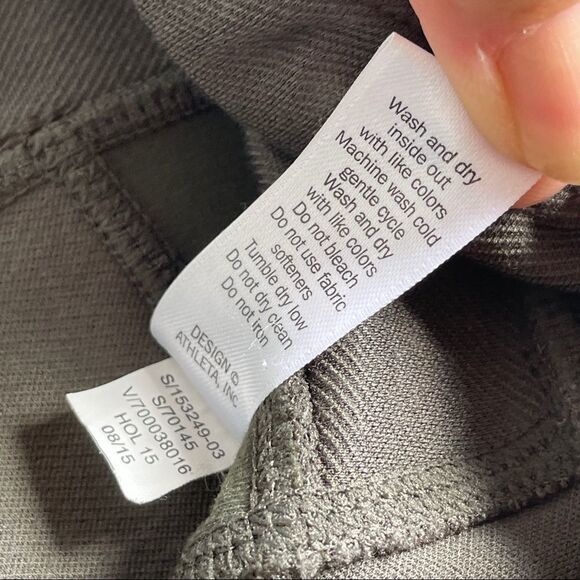 Wash and dry
inside out
with like colors
Machine wash cold
gentle cycle
Wash and dry
with like colors
Do not bleach
Do not use fabric
softeners
Tumble dry low
Do not dry clean
Do not iron
DESIGN ©
ATHLETA, INC
S/153249-03
S/70145
V/700038016
HOL 15
08/15